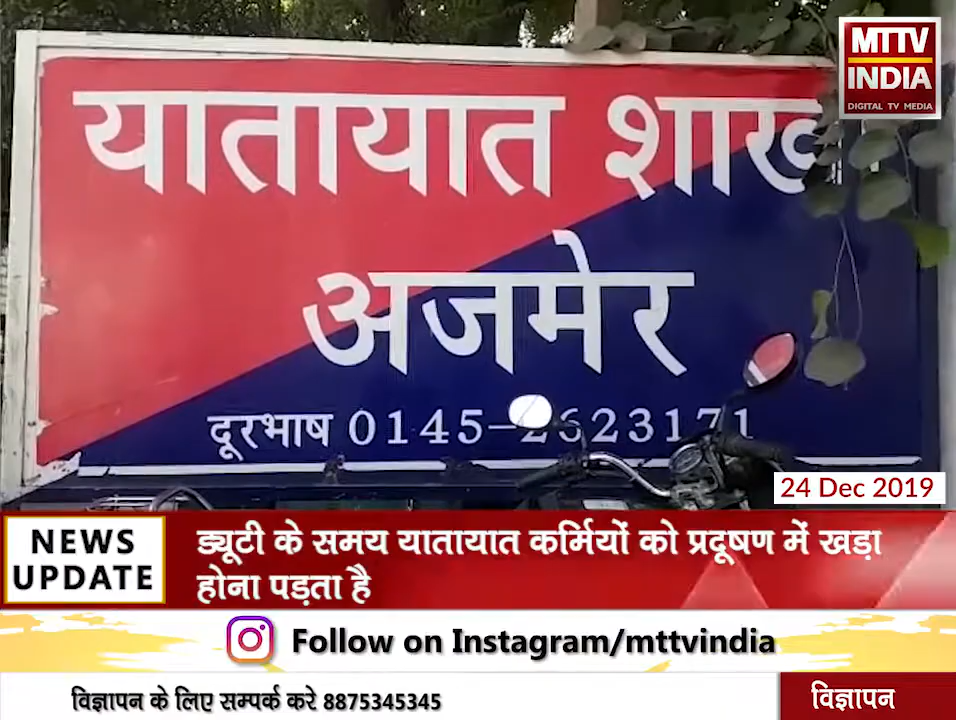 MTTV
INDIA
DIGITAL TV MEDIA
यातायात
अजमेर
दूरभाष 0145-2623171
24 Dec 2019
NEWS
UPDATE
ड्यूटी के समय यातायात कर्मियों को प्रदूषण में खड़ा
होना पड़ता है
Follow on Instagram/mttvindia
विज्ञापन के लिए सम्पर्क करे 8875345345
विज्ञापन